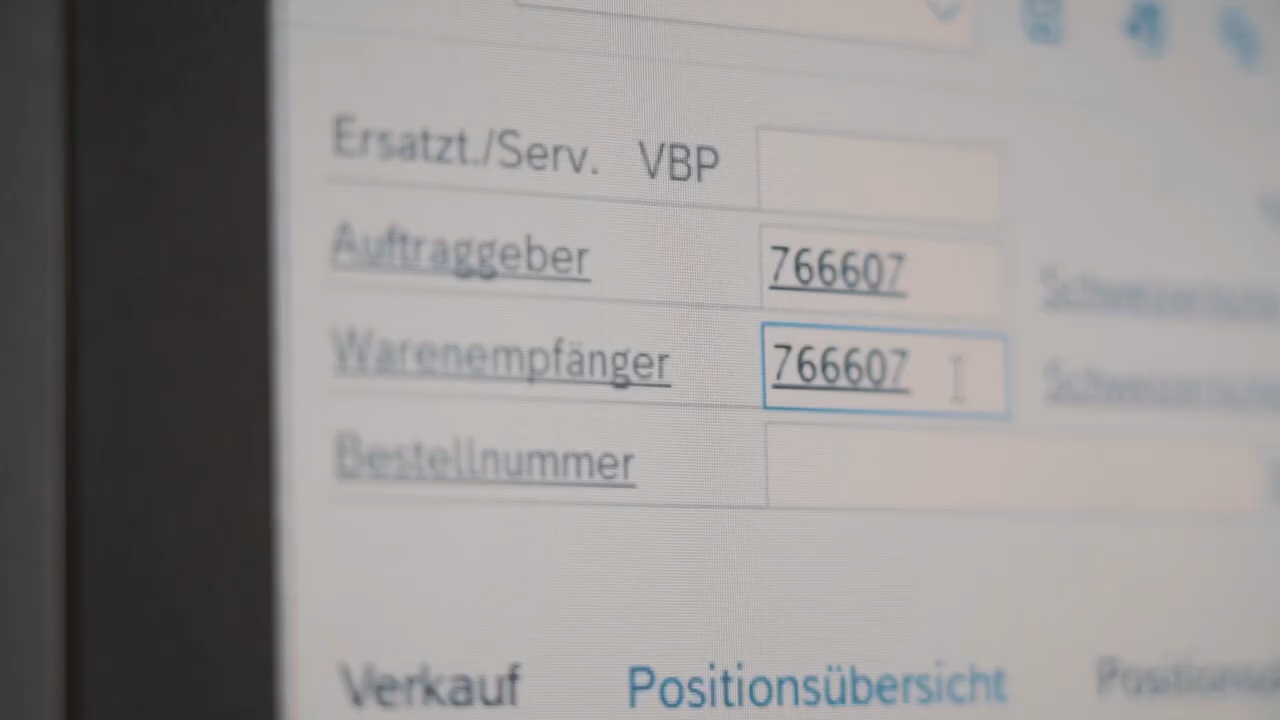 Ersatzt./Serv. VBP
Auftraggeber 766607
Warenempfänger 766607
Bestellnummer
Verkauf Positionsübersicht